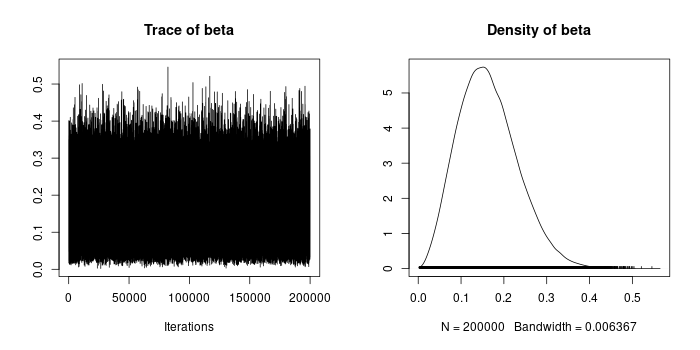 Trace of beta
0.5
0.4
0.3
0.2
0.1
0.0
0 50000 100000 150000 200000
Iterations
Density of beta
5
4
3
2
1
0
0.0 0.1 0.2 0.3 0.4 0.5
N = 200000 Bandwidth = 0.006367